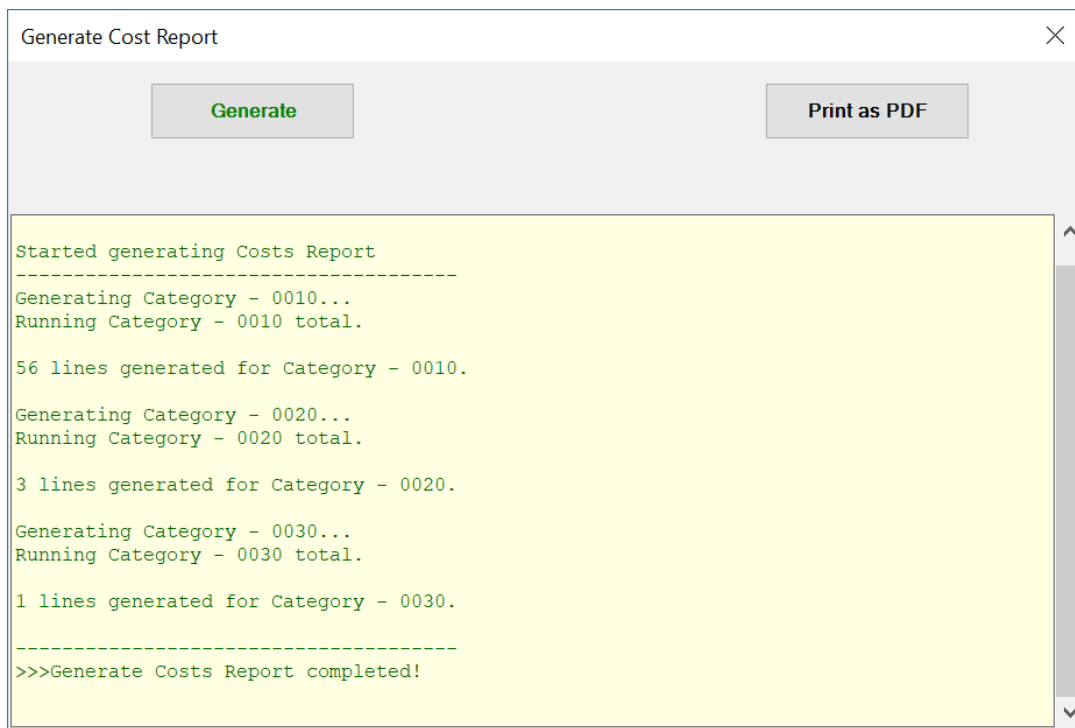 Generate Cost Report
Generate
Print as PDF
Started generating Costs Report
--------------------------------------
Generating Category - 0010...
Running Category - 0010 total.
56 lines generated for Category - 0010.
Generating Category - 0020...
Running Category - 0020 total.
3 lines generated for Category - 0020.
Generating Category - 0030...
Running Category - 0030 total.
1 lines generated for Category - 0030.
--------------------------------------
>>>Generate Costs Report completed!